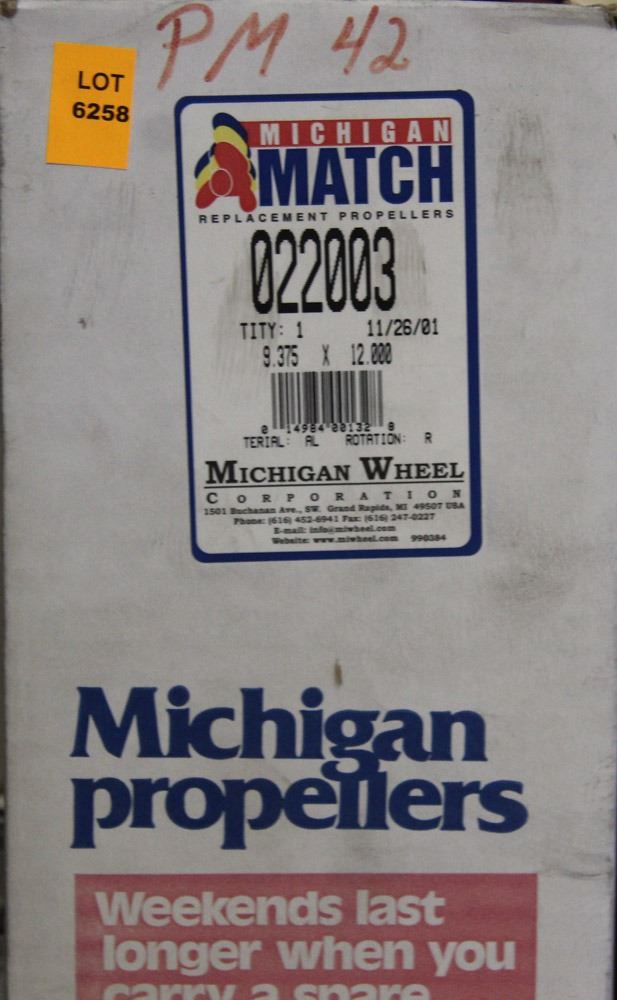 PM 42
LOT
6258
MICHIGAN
MATCH
REPLACEMENT PROPELLERS
022003
TITY: 1 11/26/01
9.375 X 12.000
0 14984 00132 8
TERIAL: AL ROTATION: R
MICHIGAN WHEEL
CORPORATION
1501 Buchanan Ave., SW. Grand Rapids, MI 49507 USA
Phone: (616) 452-6941 Fax: (616) 247-0227
E-mail: info@miwheel.com
Website: www.miwheel.com 990384
Michigan
propellers
Weekends last
longer when you
carry a spare